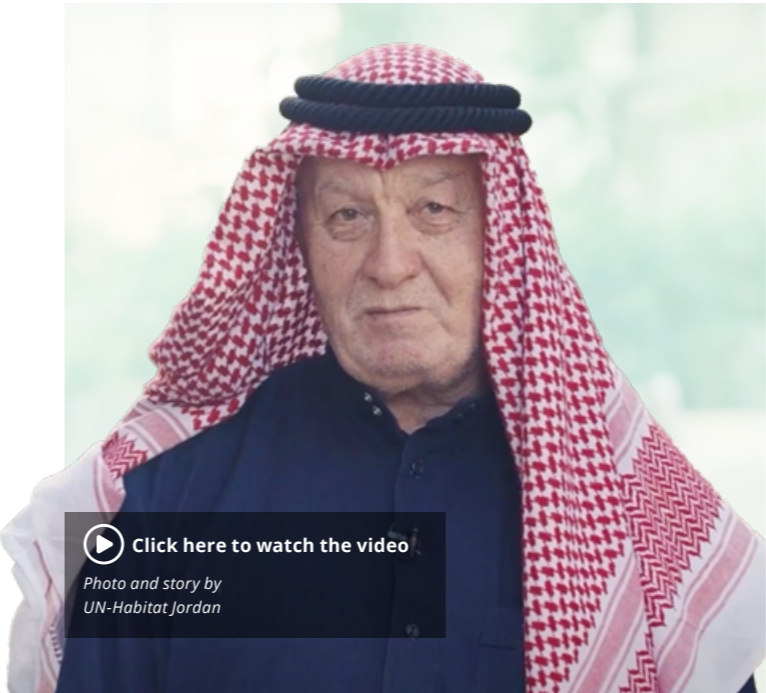 Click here to watch the video
Photo and story by
UN-Habitat Jordan